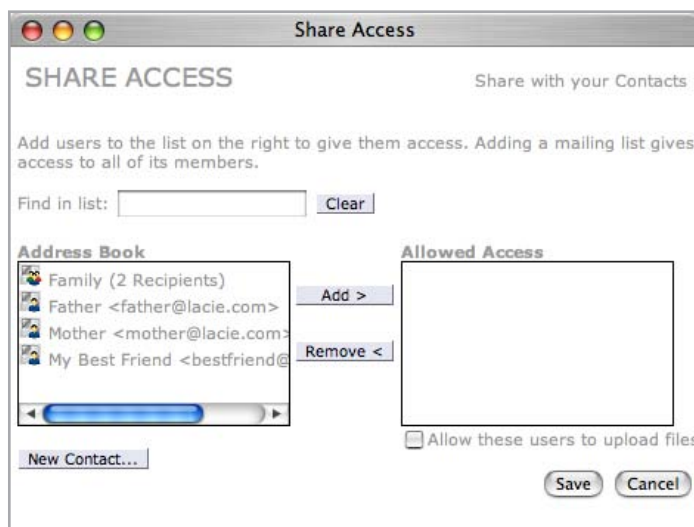 Share Access
SHARE ACCESS
Share with your Contacts
Add users to the list on the right to give them access. Adding a mailing list gives
access to all of its members.
Find in list:
Clear
Address Book
Family (2 Recipients)
Father <father@lacie.com>
Mother <mother@lacie.com>
My Best Friend <bestfriend@
Add >
Remove <
Allowed Access
Allow these users to upload files
New Contact...
Save
Cancel